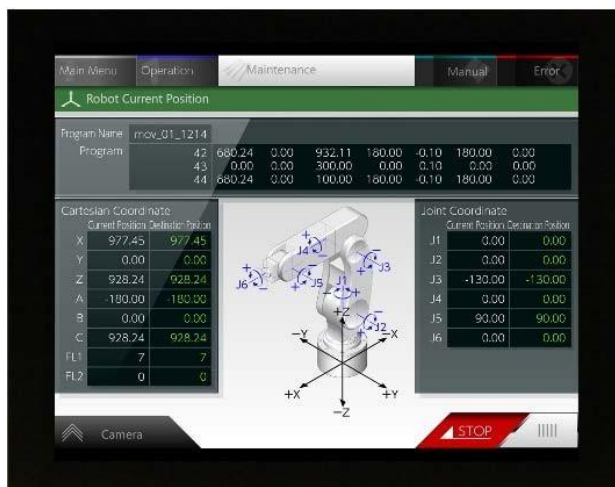 Main Menu Operation Maintenance Manual Error
Robot Current Position
Program Name mov_01_1214
Program 42 680.24 0.00 932.11 180.00 -0.10 180.00 0.00
43 0.00 0.00 300.00 0.00 0.10 0.00 0.00
44 680.24 0.00 100.00 180.00 -0.10 180.00 0.00
Cartesian Coordinate
Current Position Destination Position
X 977.45 977.45
Y 0.00 0.00
Z 928.24 928.24
A -180.00 -180.00
B 0.00 0.00
C 928.24 928.24
FL1 7 7
FL2 0 0
J4
J6
J5
J1
J3
J2
+Z
-Y
-X
+X
+Y
-Z
Joint Coordinate
Current Position Destination Position
J1 0.00 0.00
J2 0.00 0.00
J3 -130.00 -130.00
J4 0.00 0.00
J5 90.00 90.00
J6 0.00 0.00
Camera
STOP